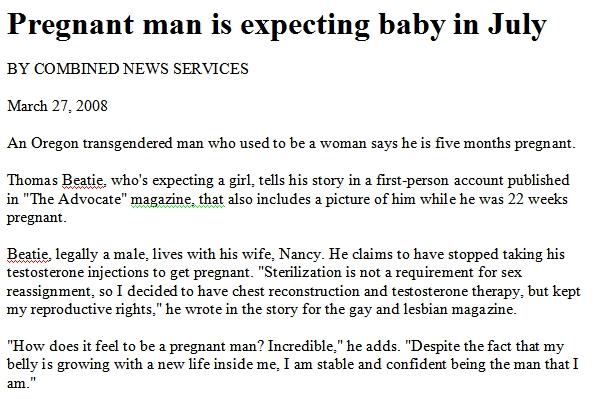 Pregnant man is expecting baby in July
BY COMBINED NEWS SERVICES
March 27, 2008
An Oregon transgendered man who used to be a woman says he is five months pregnant.
Thomas Beatie, who's expecting a girl, tells his story in a first-person account published
in "The Advocate" magazine, that also includes a picture of him while he was 22 weeks
pregnant.
Beatie, legally a male, lives with his wife, Nancy. He claims to have stopped taking his
testosterone injections to get pregnant. "Sterilization is not a requirement for sex
reassignment, so I decided to have chest reconstruction and testosterone therapy, but kept
my reproductive rights," he wrote in the story for the gay and lesbian magazine.
"How does it feel to be a pregnant man? Incredible," he adds. "Despite the fact that my
belly is growing with a new life inside me, I am stable and confident being the man that I
am."